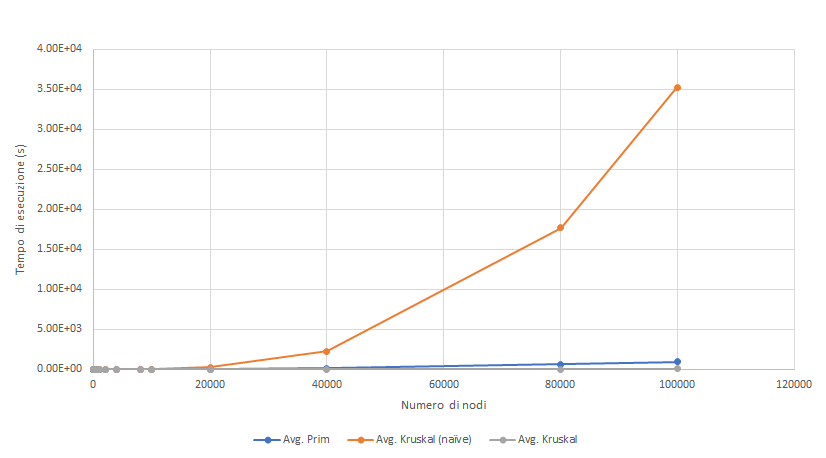 4.00E+04
3.50E+04
3.00E+04
2.50E+04
2.00E+04
1.50E+04
1.00E+04
5.00E+03
0.00E+00
Tempo di esecuzione (s)
0 20000 40000 60000 80000 100000 120000
Numero di nodi
Avg. Prim Avg. Kruskal (naïve) Avg. Kruskal